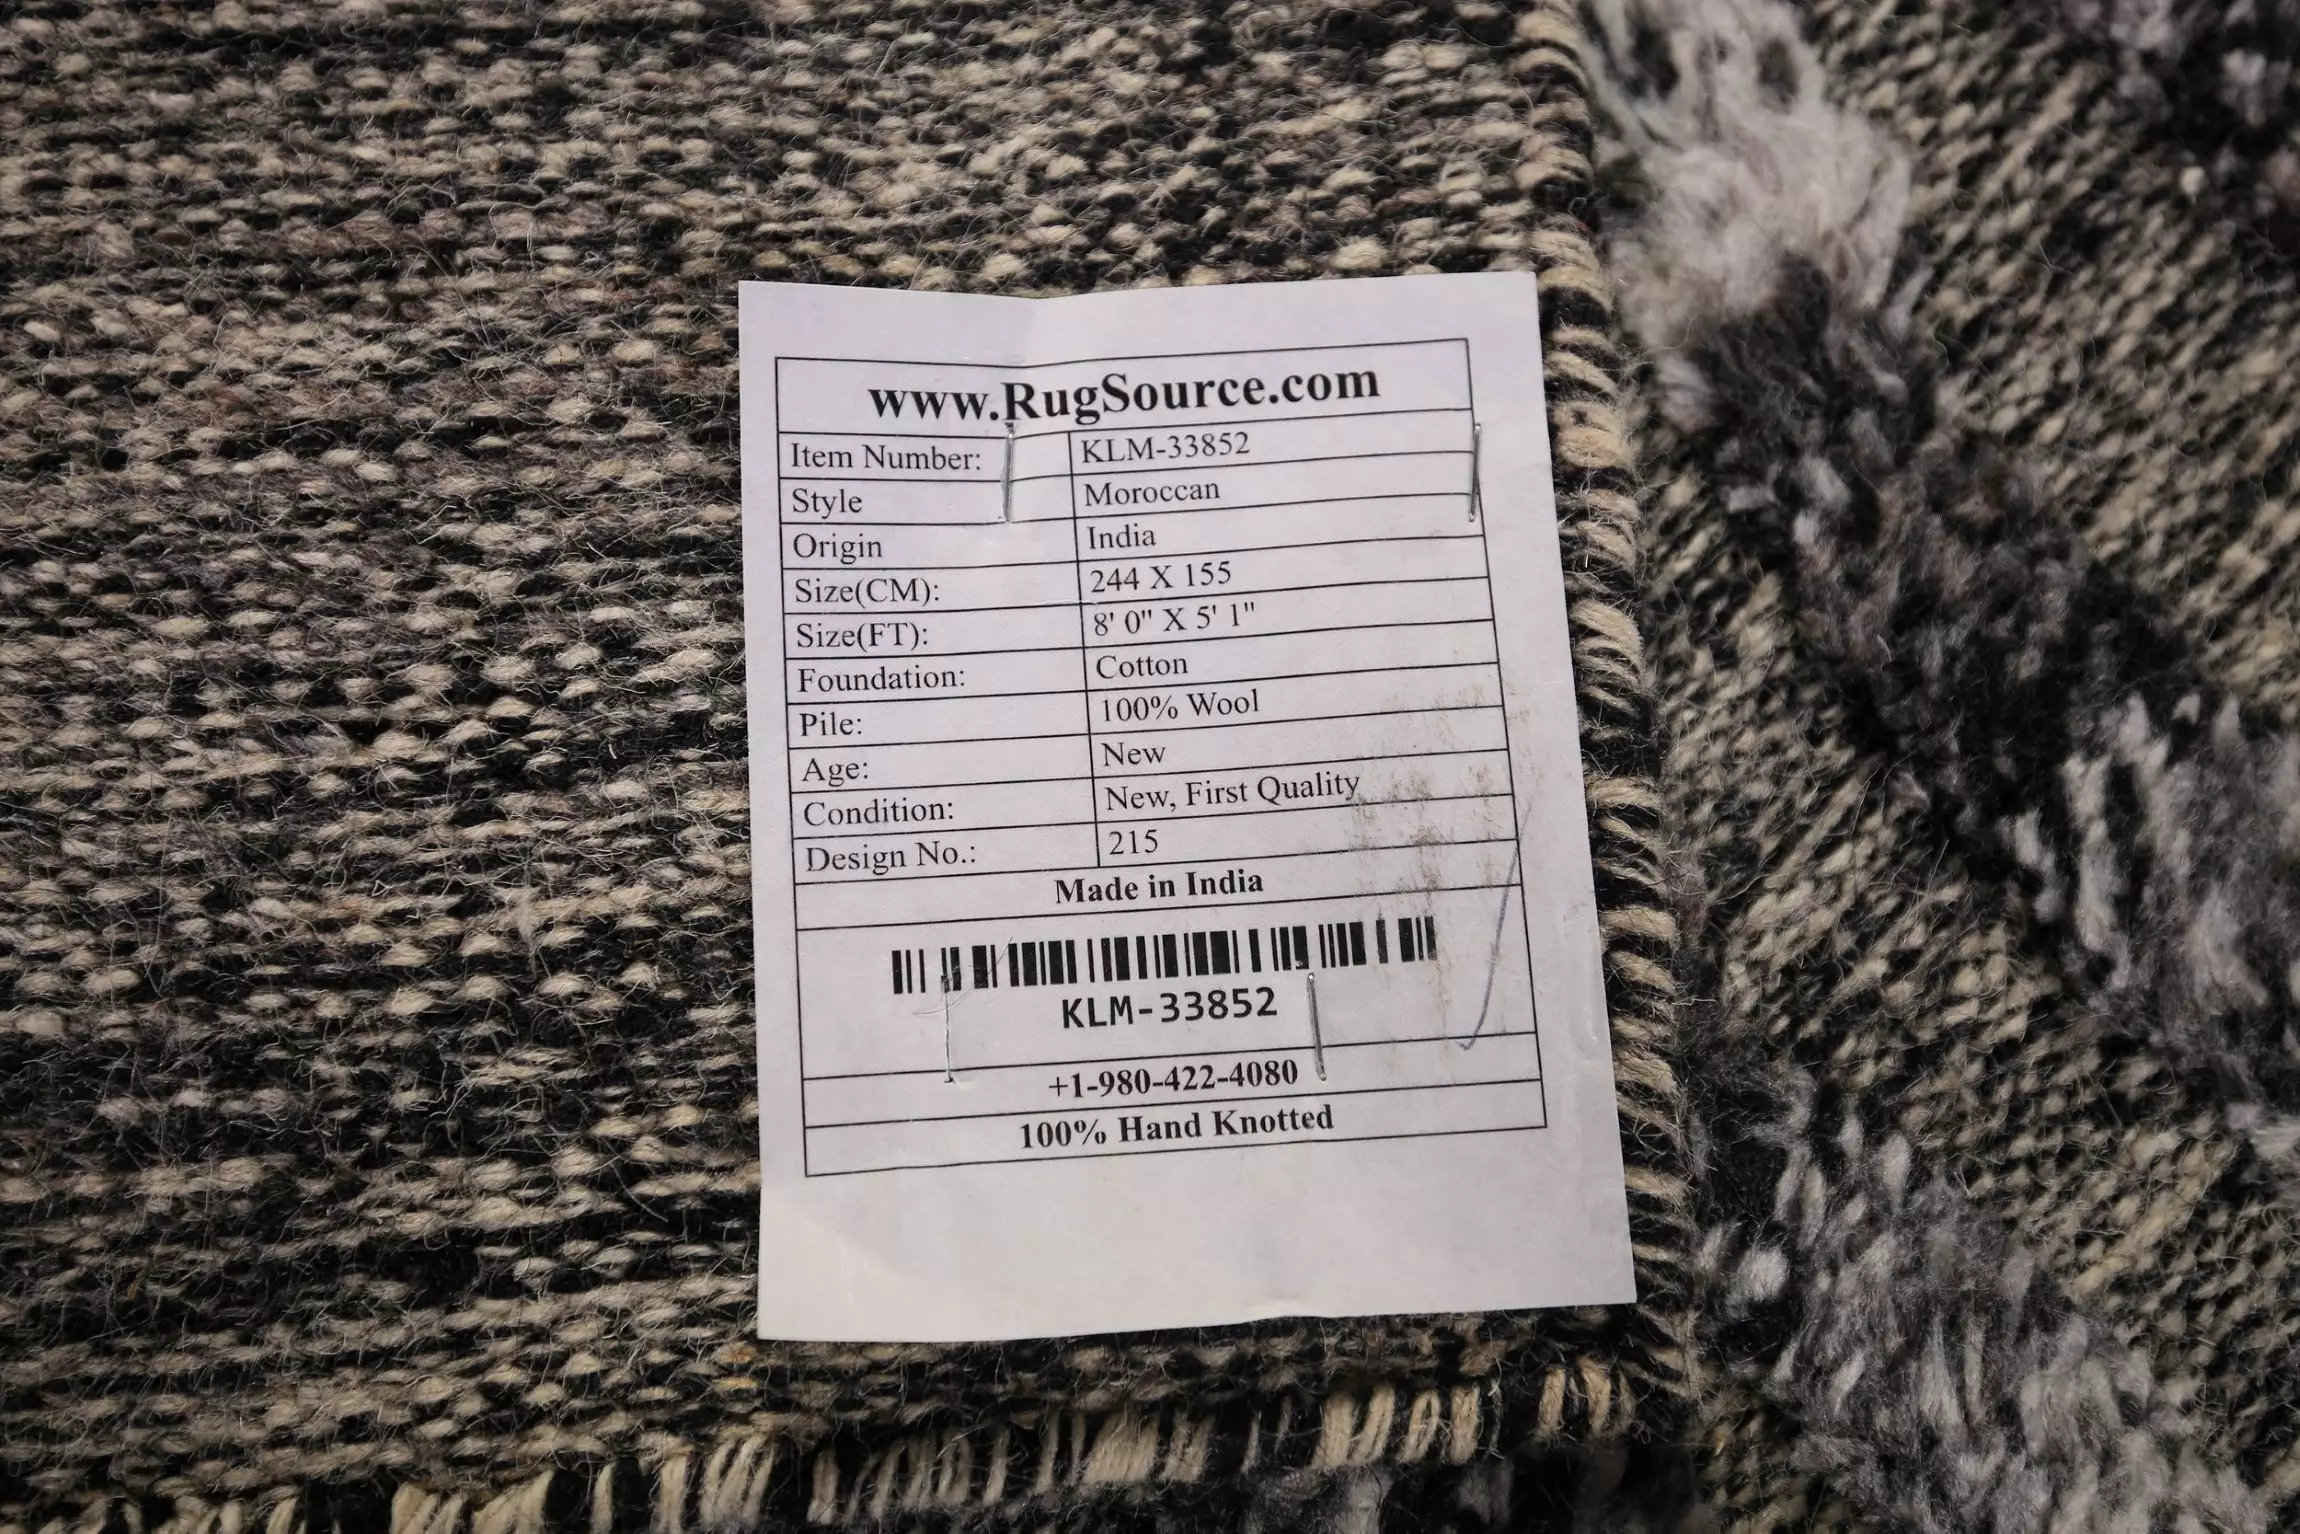 www.RugSource.com
Item Number: KLM-33852
Style Moroccan
Origin India
Size(CM): 244 X 155
Size(FT): 8' 0" X 5' 1"
Foundation: Cotton
Pile: 100% Wool
Age: New
Condition: New, First Quality
Design No.: 215
Made in India
KLM-33852
+1-980-422-4080
100% Hand Knotted